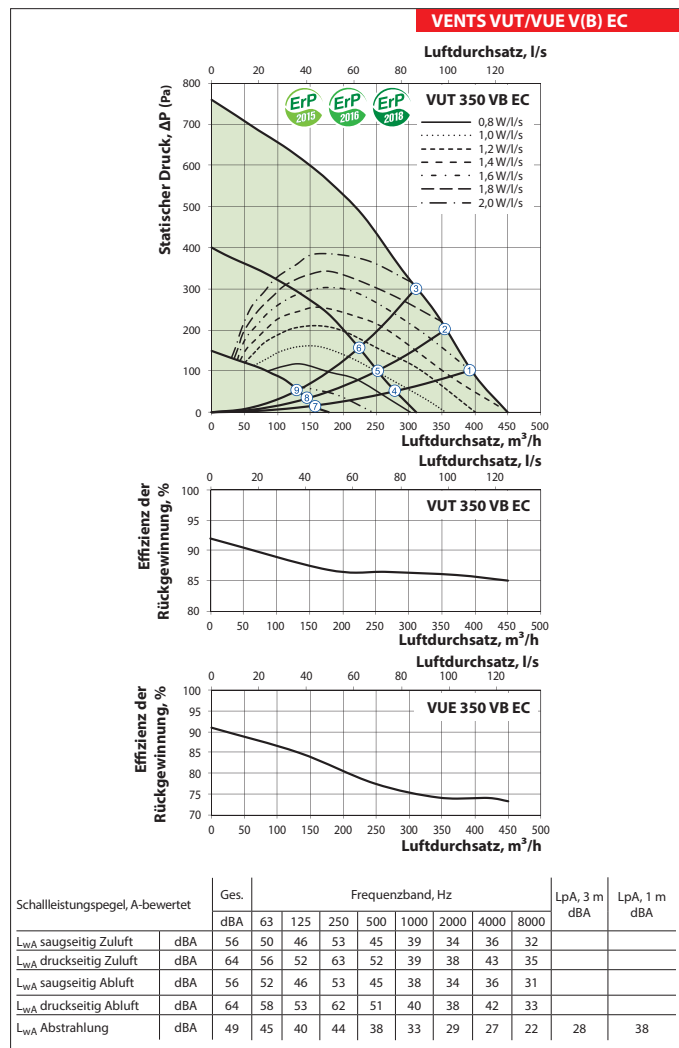 VENTS VUT/VUE V(B) EC
Luftdurchsatz, l/s
0 20 40 60 80 100 120
Statischer Druck, ΔP (Pa)
800
700
600
500
400
300
200
100
0
ErP 2015
ErP 2016
ErP 2018
VUT 350 VB EC
0,8 W/l/s
1,0 W/l/s
1,2 W/l/s
1,4 W/l/s
1,6 W/l/s
1,8 W/l/s
2,0 W/l/s
3
2
6
1
5
9
4
8
7
0 50 100 150 200 250 300 350 400 450 500
Luftdurchsatz, m³/h
Luftdurchsatz, l/s
0 20 40 60 80 100 120
Effizienz der
Rückgewinnung, %
100
95
90
85
80
VUT 350 VB EC
0 50 100 150 200 250 300 350 400 450 500
Luftdurchsatz, m³/h
Luftdurchsatz, l/s
0 20 40 60 80 100 120
Effizienz der
Rückgewinnung, %
100
95
90
85
80
75
70
VUE 350 VB EC
0 50 100 150 200 250 300 350 400 450 500
Luftdurchsatz, m³/h
Schallleistungspegel, A-bewertet Ges. Frequenzband, Hz LpA, 3 m dBA LpA, 1 m dBA
dBA 63 125 250 500 1000 2000 4000 8000
LwA saugseitig Zuluft dBA 56 50 46 53 45 39 34 36 32
LwA druckseitig Zuluft dBA 64 56 52 63 52 39 38 43 35
LwA saugseitig Abluft dBA 56 52 46 53 45 38 34 36 31
LwA druckseitig Abluft dBA 64 58 53 62 51 40 38 42 33
LwA Abstrahlung dBA 49 45 40 44 38 33 29 27 22 28 38